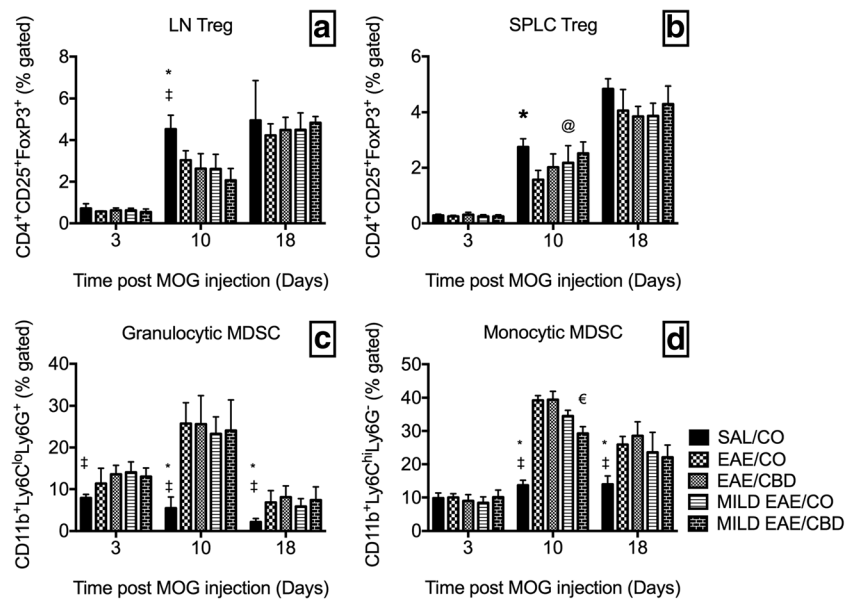 LN Treg
a
CD4⁺CD25⁺FoxP3⁺ (% gated)
8
6
4
2
0
*
‡
3
10
18
Time post MOG injection (Days)
SPLC Treg
b
CD4⁺CD25⁺FoxP3⁺ (% gated)
6
4
2
0
*
@
3
10
18
Time post MOG injection (Days)
Granulocytic MDSC
c
CD11b⁺Ly6CˡᵒLy6G⁺ (% gated)
40
30
20
10
0
‡
*
‡
*
‡
3
10
18
Time post MOG injection (Days)
Monocytic MDSC
d
CD11b⁺Ly6CʰⁱLy6G⁻ (% gated)
50
40
30
20
10
0
*
‡
€
*
‡
3
10
18
Time post MOG injection (Days)
SAL/CO
EAE/CO
EAE/CBD
MILD EAE/CO
MILD EAE/CBD